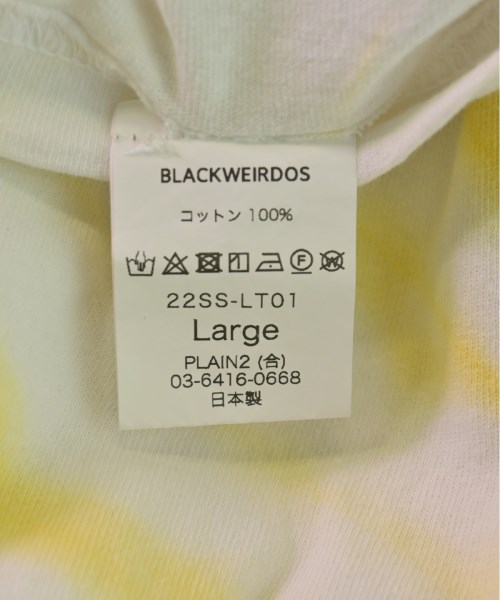 BLACKWEIRDOS
コットン 100%
22SS-LT01
Large
PLAIN2 (合)
03-6416-0668
日本製